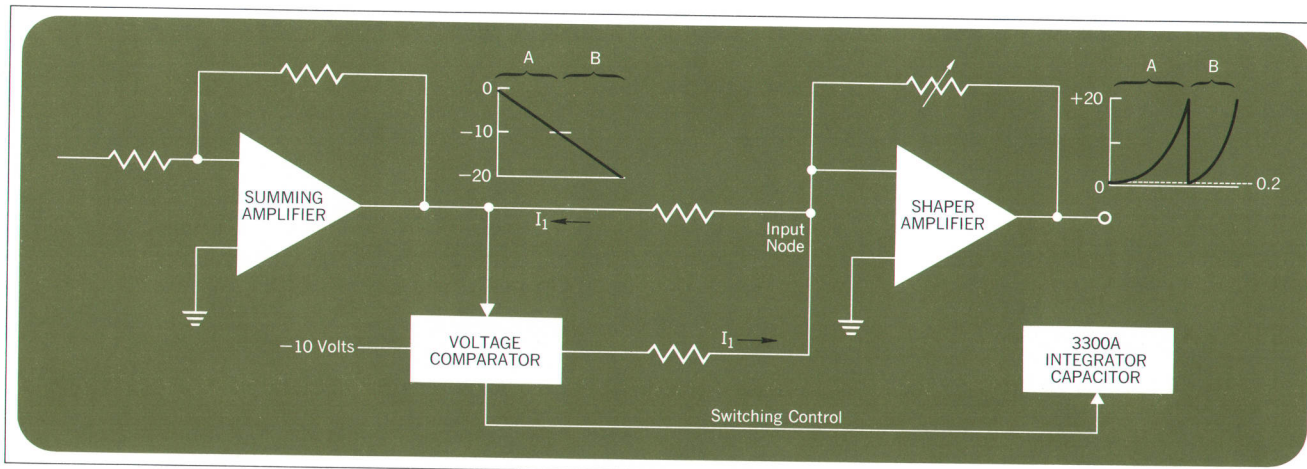 A B
0
−10
−20
SUMMING
AMPLIFIER
I₁
Input
Node
SHAPER
AMPLIFIER
A B
+20
0
0.2
−10 Volts
VOLTAGE
COMPARATOR
I₁
3300A
INTEGRATOR
CAPACITOR
Switching Control